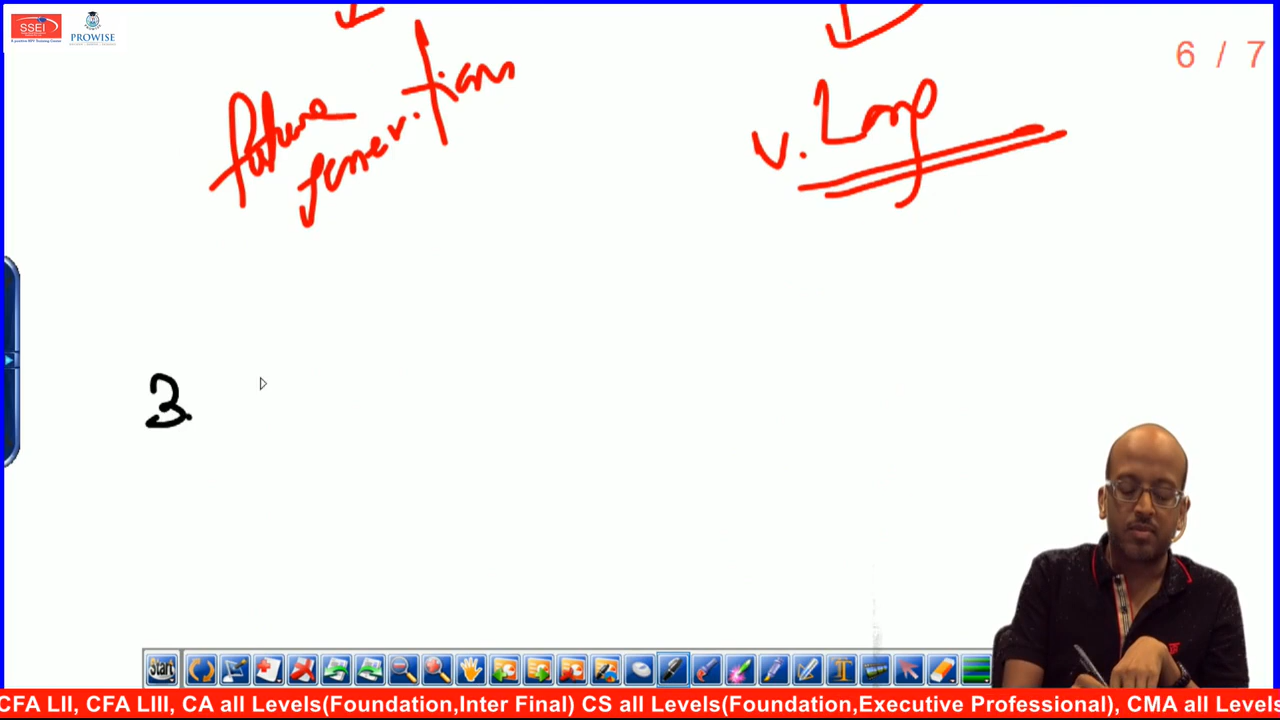 SSEI
PROWISE
6 / 7
future
generations
v. Long
3.
Start
CFA LII, CFA LIII, CA all Levels(Foundation,Inter Final) CS all Levels(Foundation,Executive Professional), CMA all Levels